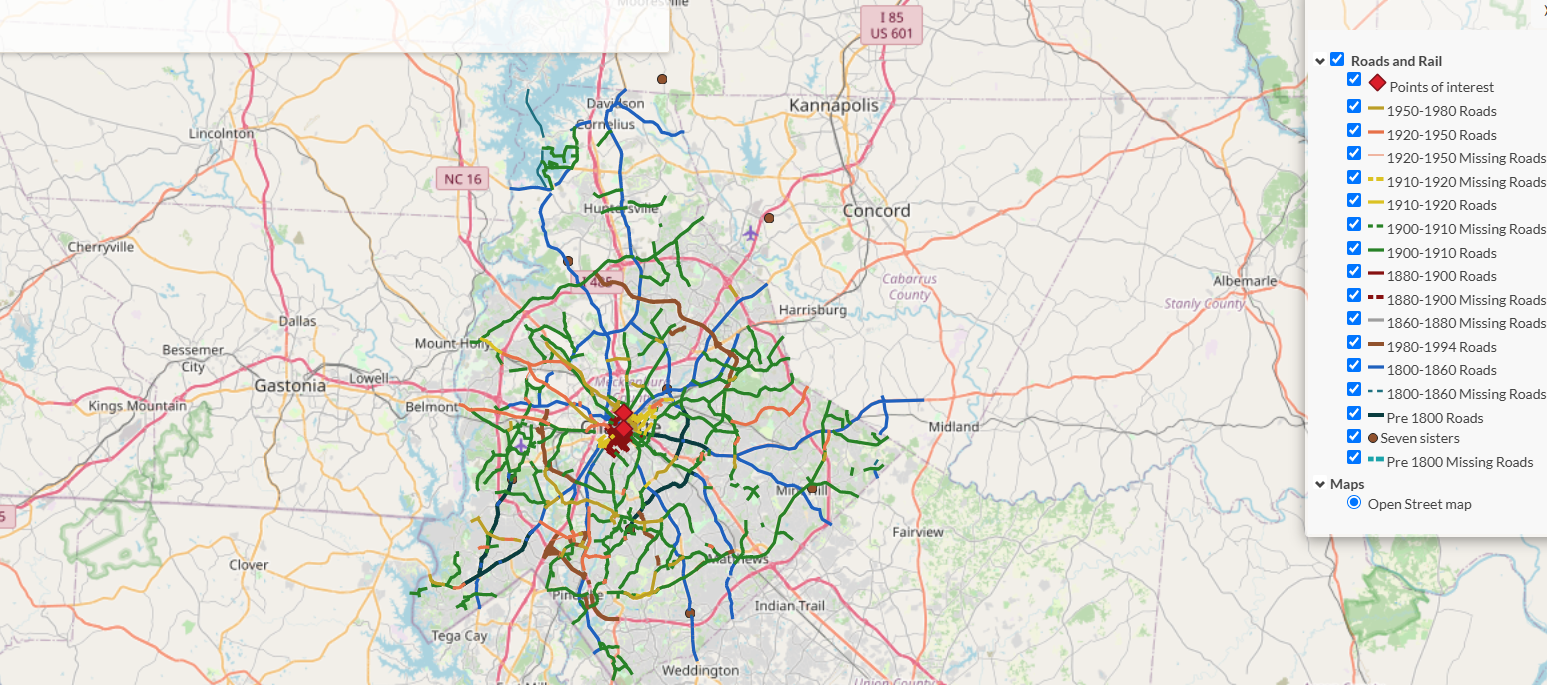 Mooresville
I 85
US 601
Roads and Rail
Points of interest
1950-1980 Roads
1920-1950 Roads
1920-1950 Missing Roads
1910-1920 Missing Roads
1910-1920 Roads
1900-1910 Missing Roads
1900-1910 Roads
1880-1900 Roads
1880-1900 Missing Roads
1860-1880 Missing Roads
1980-1994 Roads
1800-1860 Roads
1800-1860 Missing Roads
Pre 1800 Roads
Seven sisters
Pre 1800 Missing Roads
Maps
Open Street map
Davidson
Kannapolis
Cornelius
Lincolnton
NC 16
Huntersville
Concord
Cherryville
I 485
Cabarrus
County
Albemarle
Stanly County
Harrisburg
Dallas
Mount Holly
Bessemer
City
Lowell
Gastonia
Mecklenburg
Kings Mountain
Belmont
Midland
Mint Hill
5
Fairview
Clover
Matthews
Pineville
Indian Trail
Tega Cay
Weddington
Union County